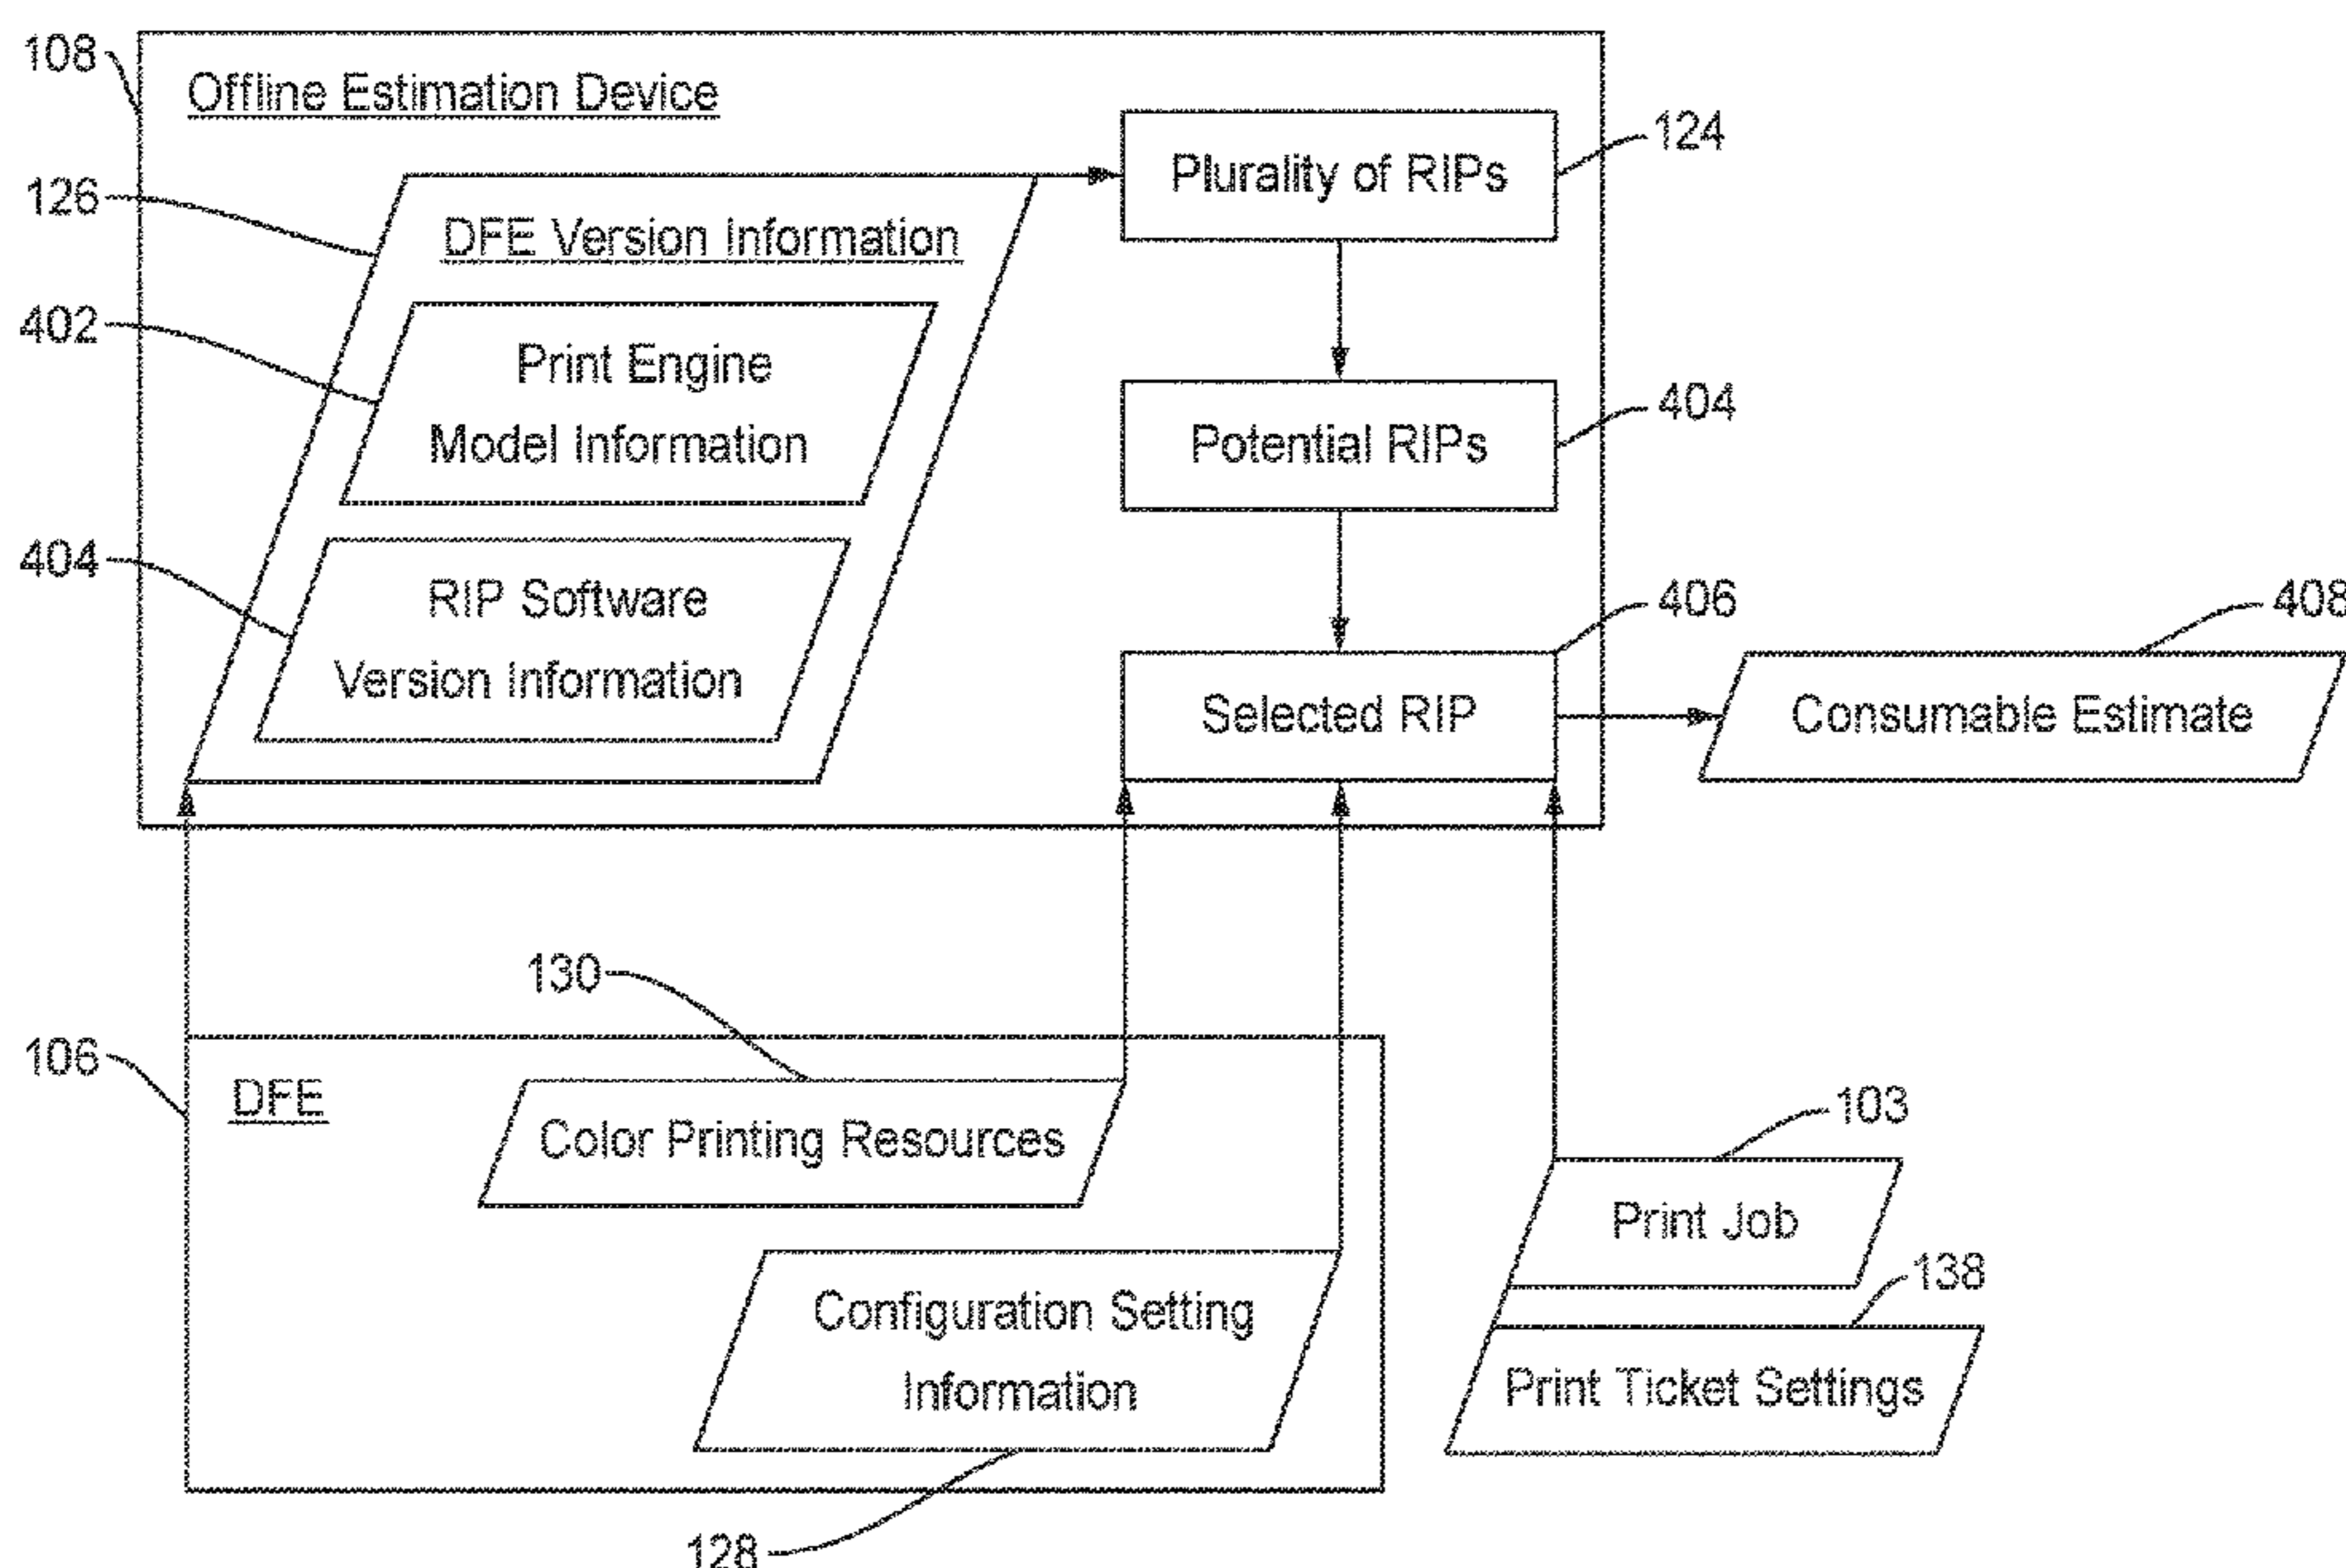 108
Offline Estimation Device
124
Plurality of RIPs
126
DFE Version Information
402
Print Engine
Model Information
404
Potential RIPs
404
RIP Software
Version Information
406
Selected RIP
408
Consumable Estimate
130
106
DFE
Color Printing Resources
103
Print Job
138
Configuration Setting
Information
Print Ticket Settings
128